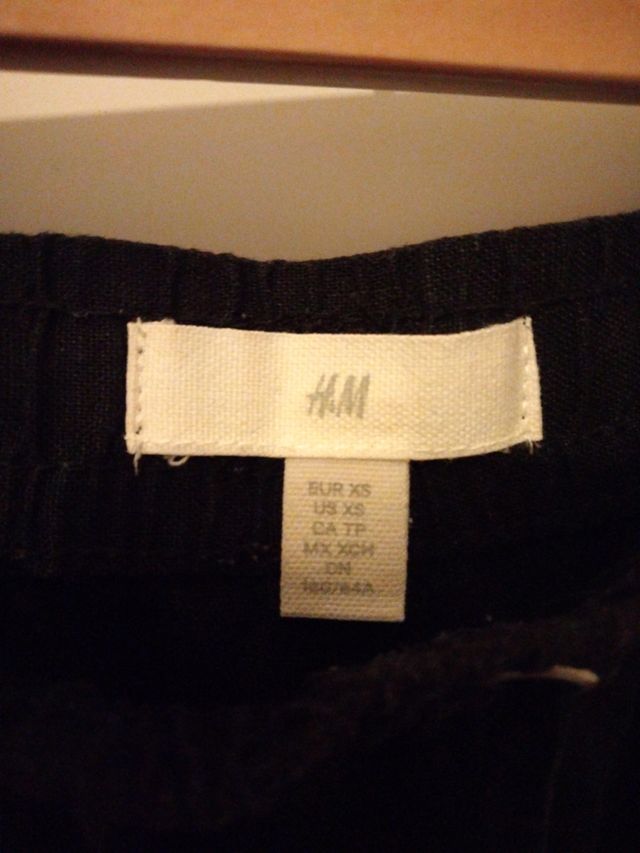 H&M
EUR XS
US XS
CA TP
MX XCH
CN
160/64A